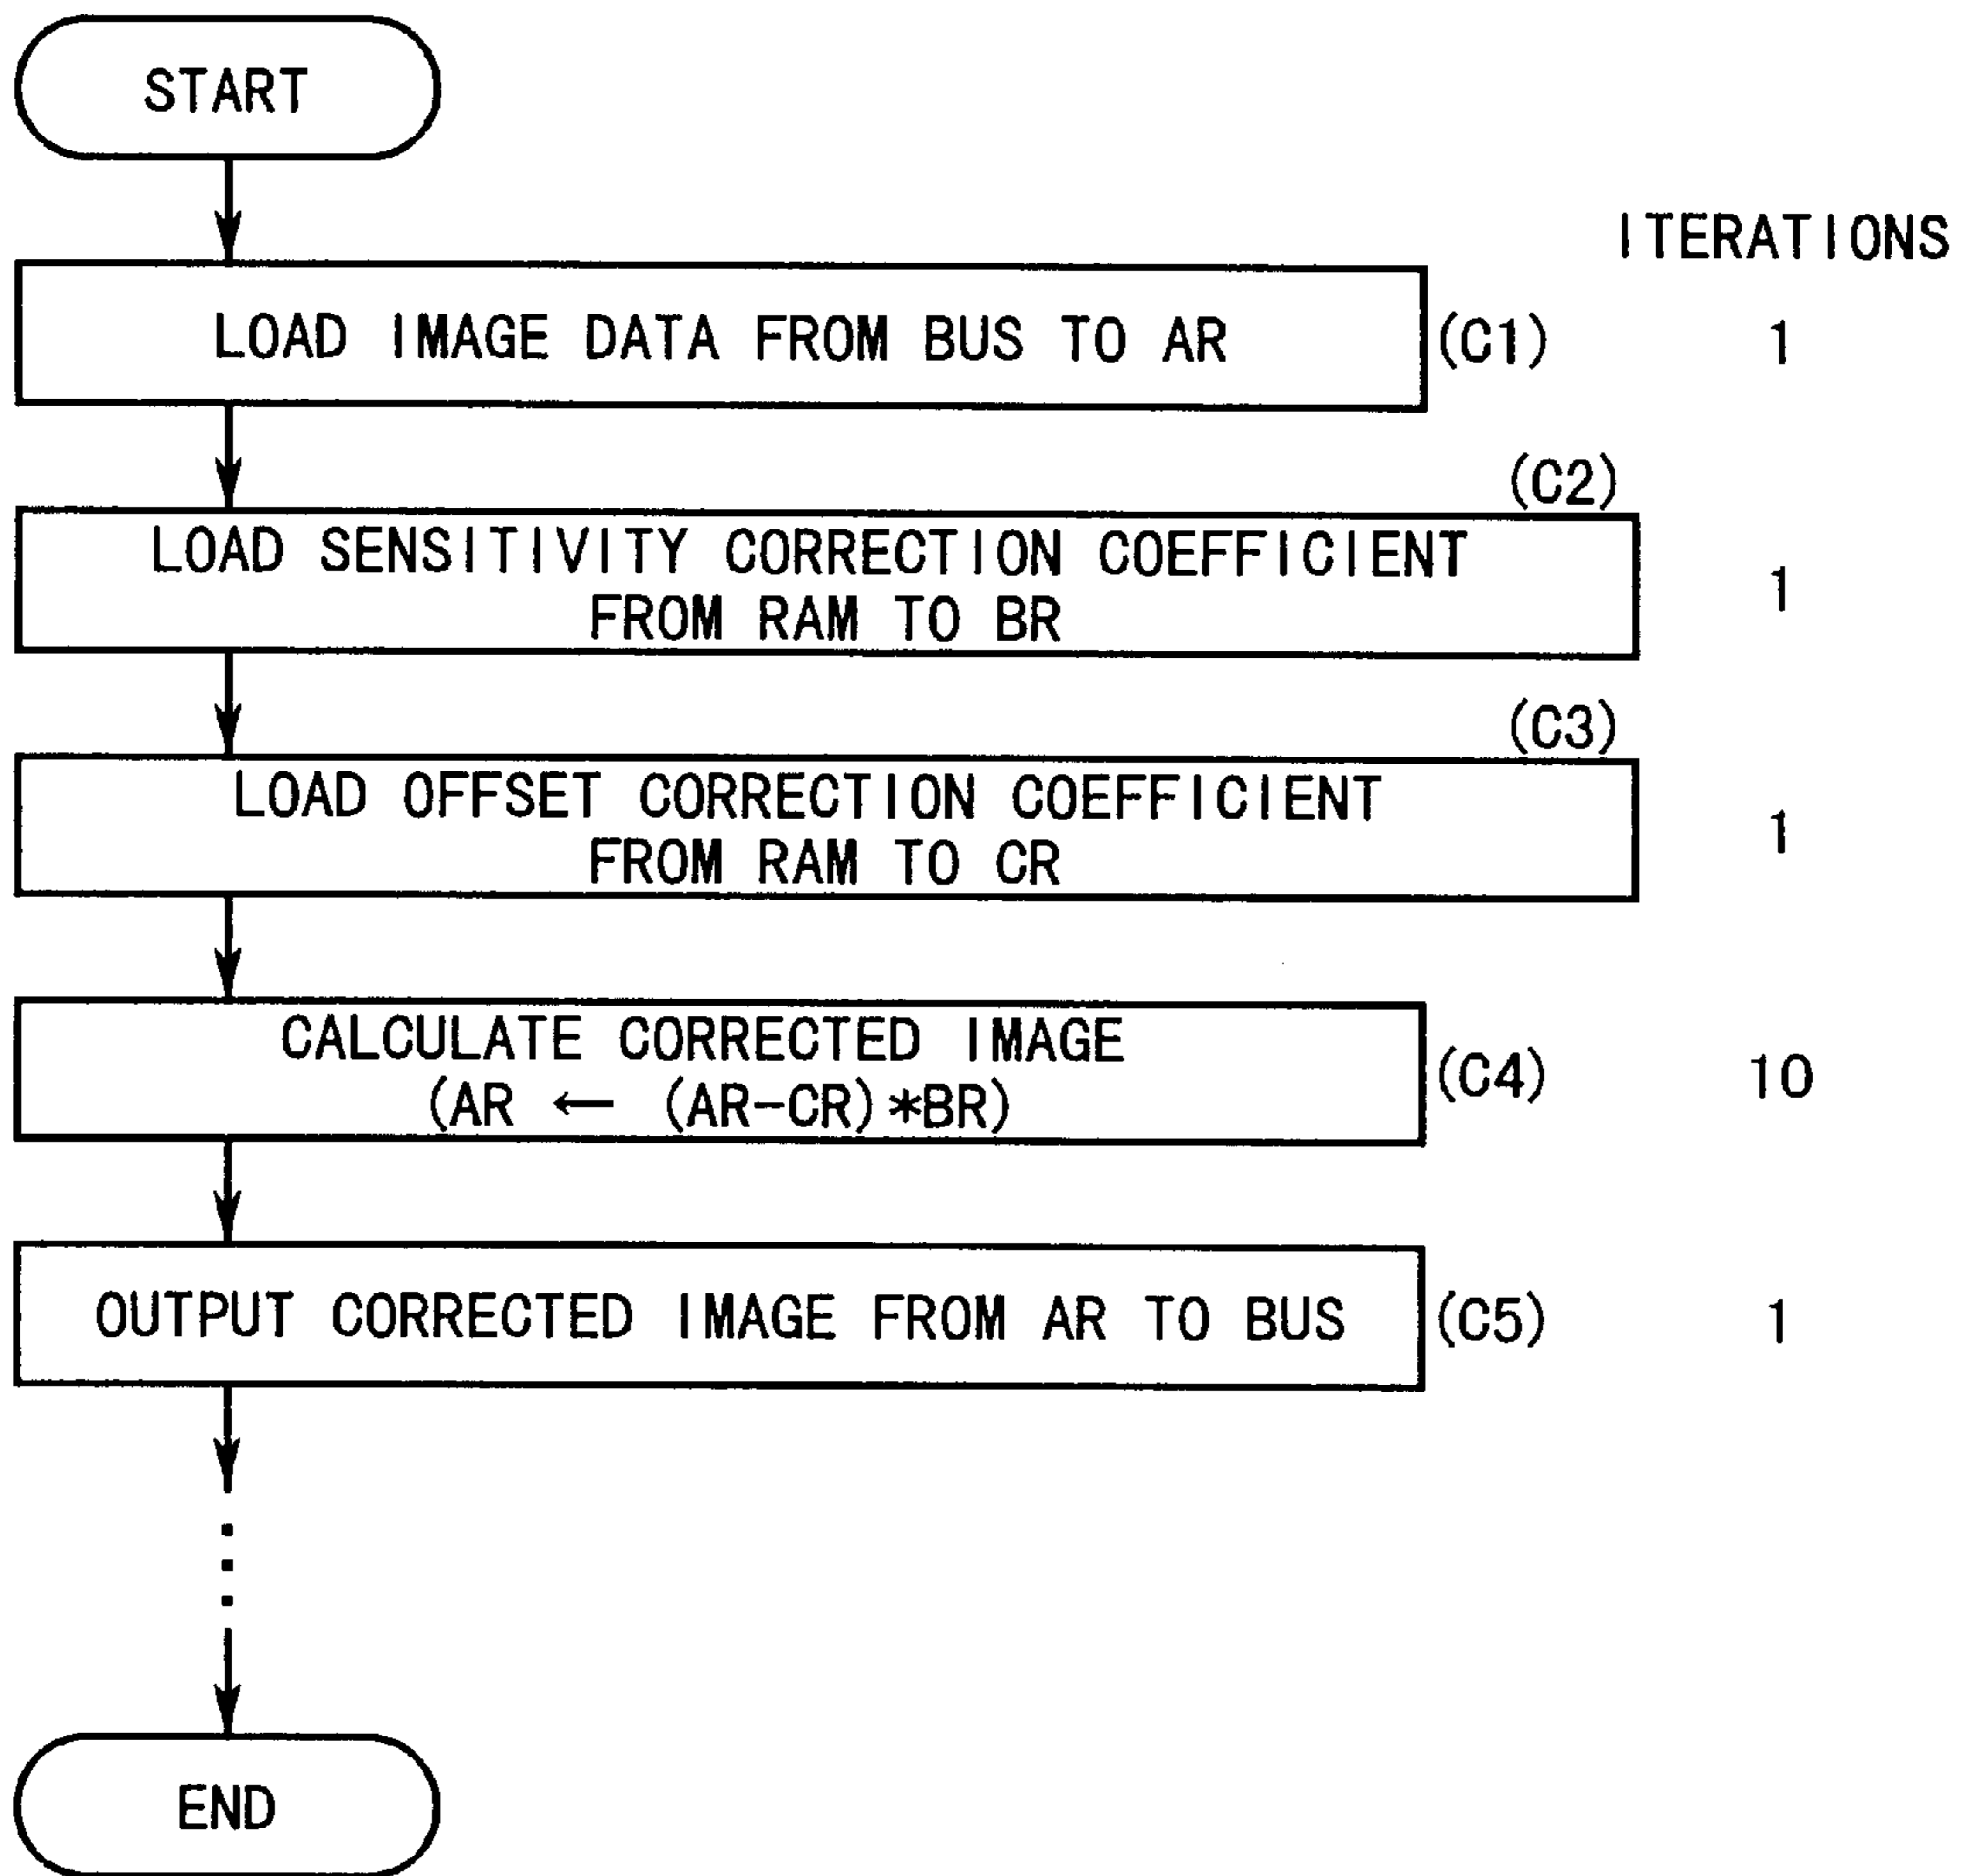 START
ITERATIONS
LOAD IMAGE DATA FROM BUS TO AR
(C1)
1
(C2)
LOAD SENSITIVITY CORRECTION COEFFICIENT
FROM RAM TO BR
1
(C3)
LOAD OFFSET CORRECTION COEFFICIENT
FROM RAM TO CR
1
CALCULATE CORRECTED IMAGE
(AR ← (AR-CR)*BR)
(C4)
10
OUTPUT CORRECTED IMAGE FROM AR TO BUS
(C5)
1
END